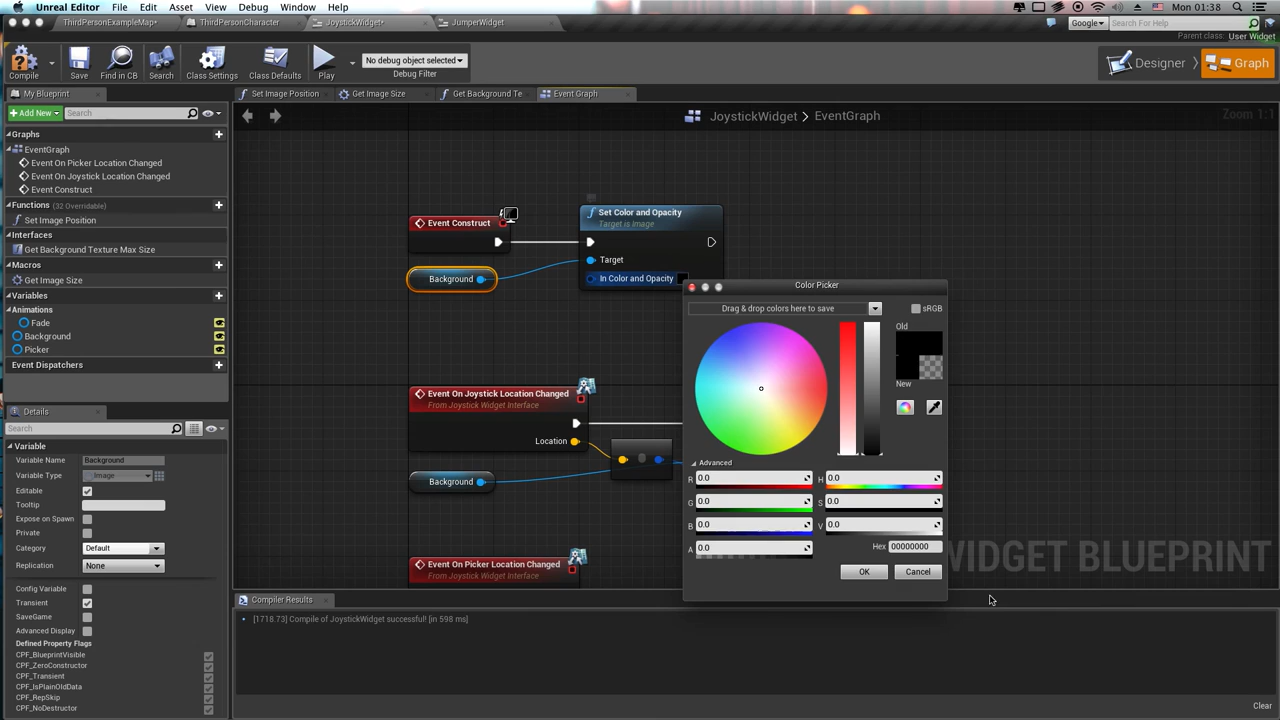 Unreal Editor File Edit Asset View Debug Window Help Mon 01:38
ThirdPersonExampleMap* ThirdPersonCharacter JoystickWidget* JumperWidget Google Search For Help
Parent class: User Widget
Compile Save Find in CB Search Class Settings Class Defaults Play No debug object selected Debug Filter Designer Graph
My Blueprint Set Image Position Get Image Size Get Background Te Event Graph
Add New Search
JoystickWidget > EventGraph Zoom 1:1
Graphs
EventGraph
Event On Picker Location Changed
Event On Joystick Location Changed
Event Construct
Functions (32 Overridable)
Set Image Position
Interfaces
Get Background Texture Max Size
Macros
Get Image Size
Variables
Animations
Fade
Background
Picker
Event Dispatchers
Details
Search
Variable
Variable Name Background
Variable Type Image
Editable
Tooltip
Expose on Spawn
Private
Category Default
Replication None
Config Variable
Transient
SaveGame
Advanced Display
Defined Property Flags
CPF_BlueprintVisible
CPF_ZeroConstructor
CPF_Transient
CPF_IsPlainOldData
CPF_RepSkip
CPF_NoDestructor
Event Construct
Set Color and Opacity
Target is Image
Target
Background
In Color and Opacity
Event On Joystick Location Changed
From Joystick Widget Interface
Location
Background
Event On Picker Location Changed
From Joystick Widget Interface
Color Picker
Drag & drop colors here to save sRGB
Old
New
Advanced
R 0.0 H 0.0
G 0.0 S 0.0
B 0.0 V 0.0
A 0.0 Hex 00000000
OK Cancel
WIDGET BLUEPRINT
Compiler Results
[1718.73] Compile of JoystickWidget successful! [in 598 ms]
Clear